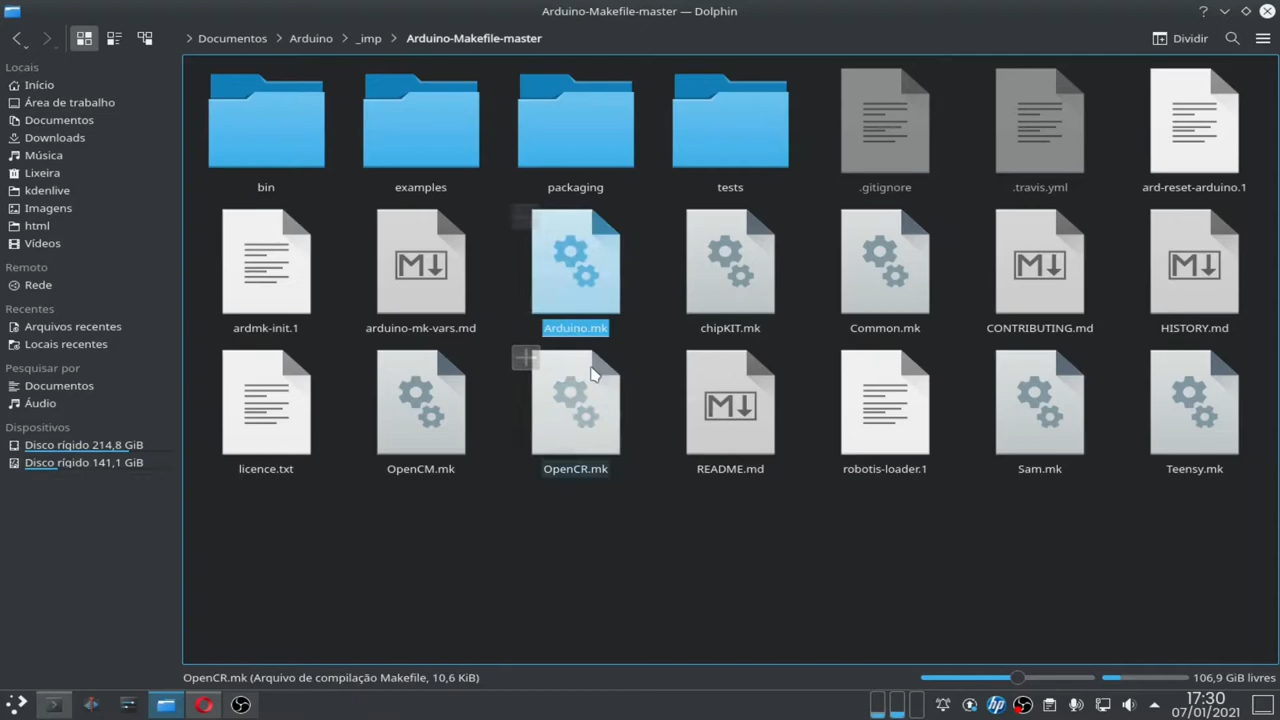 Arduino-Makefile-master — Dolphin
Documentos
Arduino
_imp
Arduino-Makefile-master
Dividir
Locais
Início
Área de trabalho
Documentos
Downloads
Música
Lixeira
kdenlive
Imagens
html
Vídeos
Remoto
Rede
Recentes
Arquivos recentes
Locais recentes
Pesquisar por
Documentos
Áudio
Dispositivos
Disco rígido 214,8 GiB
Disco rígido 141,1 GiB
bin
examples
packaging
tests
.gitignore
.travis.yml
ard-reset-arduino.1
ardmk-init.1
arduino-mk-vars.md
Arduino.mk
chipKIT.mk
Common.mk
CONTRIBUTING.md
HISTORY.md
licence.txt
OpenCM.mk
OpenCR.mk
README.md
robotis-loader.1
Sam.mk
Teensy.mk
OpenCR.mk (Arquivo de compilação Makefile, 10,6 KiB)
106,9 GiB livres
17:30
07/01/2021